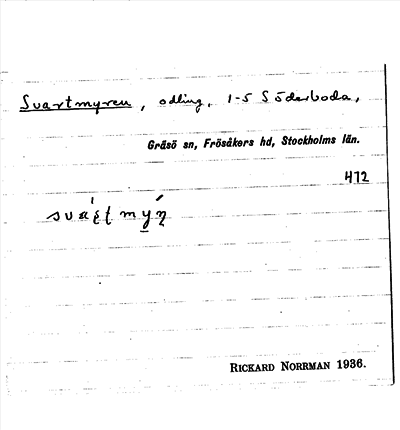 Svartmyren, odling, 1-5 Söderboda,
Gräsö sn, Frösåkers hd, Stockholms län.
472
RICKARD NORRMAN 1936.